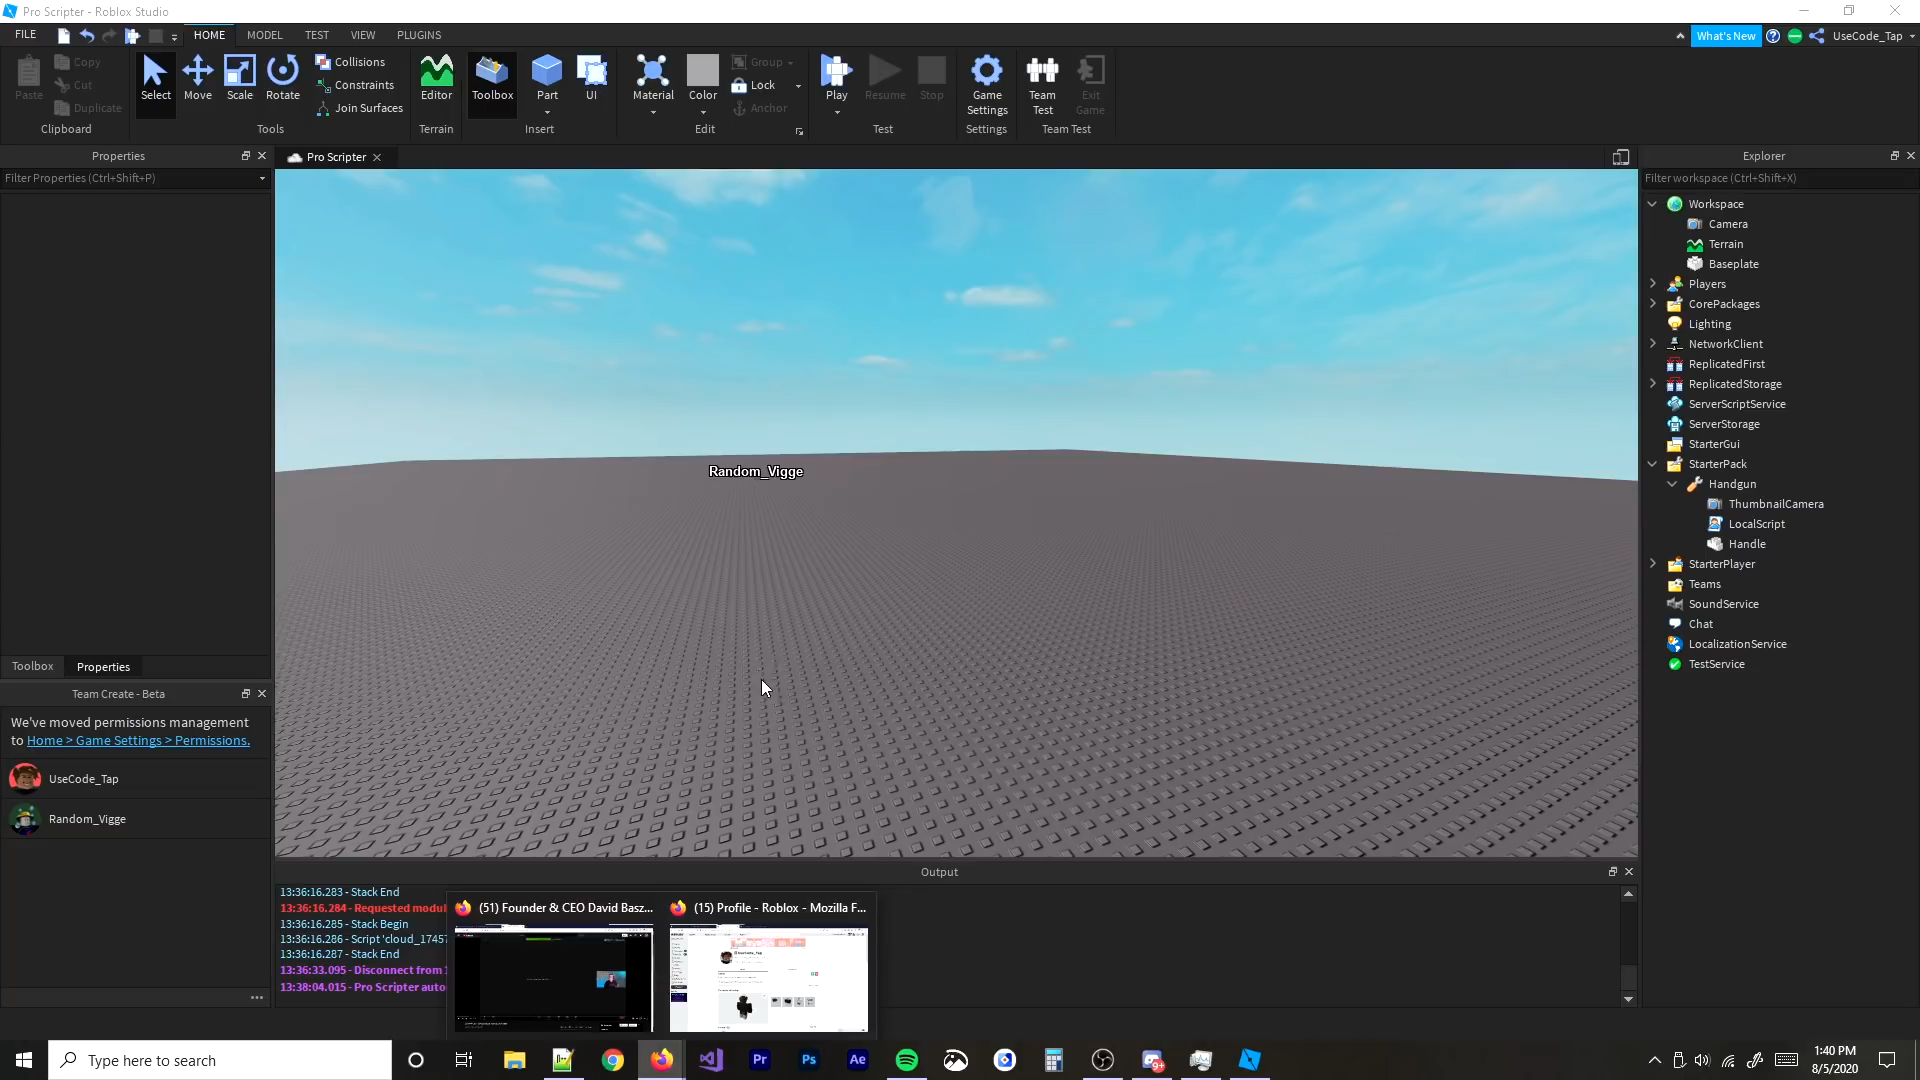 Pro Scripter - Roblox Studio
FILE
HOME
MODEL
TEST
VIEW
PLUGINS
What's New
UseCode_Tap
Paste
Copy
Cut
Duplicate
Clipboard
Select
Move
Scale
Rotate
Collisions
Constraints
Join Surfaces
Tools
Editor
Terrain
Toolbox
Part
UI
Insert
Material
Color
Group
Lock
Anchor
Edit
Play
Resume
Stop
Test
Game
Settings
Settings
Team
Test
Exit
Game
Team Test
Properties
Filter Properties (Ctrl+Shift+P)
Pro Scripter
Random_Vigge
Explorer
Filter workspace (Ctrl+Shift+X)
Workspace
Camera
Terrain
Baseplate
Players
CorePackages
Lighting
NetworkClient
ReplicatedFirst
ReplicatedStorage
ServerScriptService
ServerStorage
StarterGui
StarterPack
Handgun
ThumbnailCamera
LocalScript
Handle
StarterPlayer
Teams
SoundService
Chat
LocalizationService
TestService
Toolbox
Properties
Team Create - Beta
We've moved permissions management
to Home > Game Settings > Permissions.
UseCode_Tap
Random_Vigge
Output
13:36:16.283 - Stack End
13:36:16.284 - Requested modul
13:36:16.285 - Stack Begin
13:36:16.286 - Script 'cloud_17457
13:36:16.287 - Stack End
13:36:33.095 - Disconnect from
13:38:04.015 - Pro Scripter auto
(51) Founder & CEO David Basz...
(15) Profile - Roblox - Mozilla F...
Type here to search
Pr
Ps
Ae
9+
1:40 PM
8/5/2020